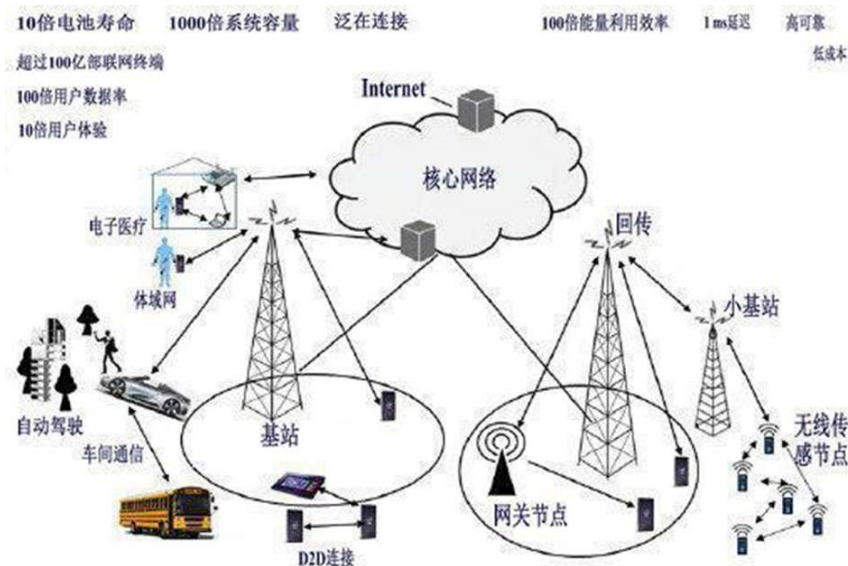 10倍电池寿命 1000倍系统容量 泛在连接 100倍能量利用效率 1 ms延迟 高可靠
低成本
超过100亿部联网终端
100倍用户数据率
10倍用户体验
Internet
核心网络
电子医疗
回传
体域网
小基站
自动驾驶
基站
无线传
感节点
车间通信
网关节点
D2D连接